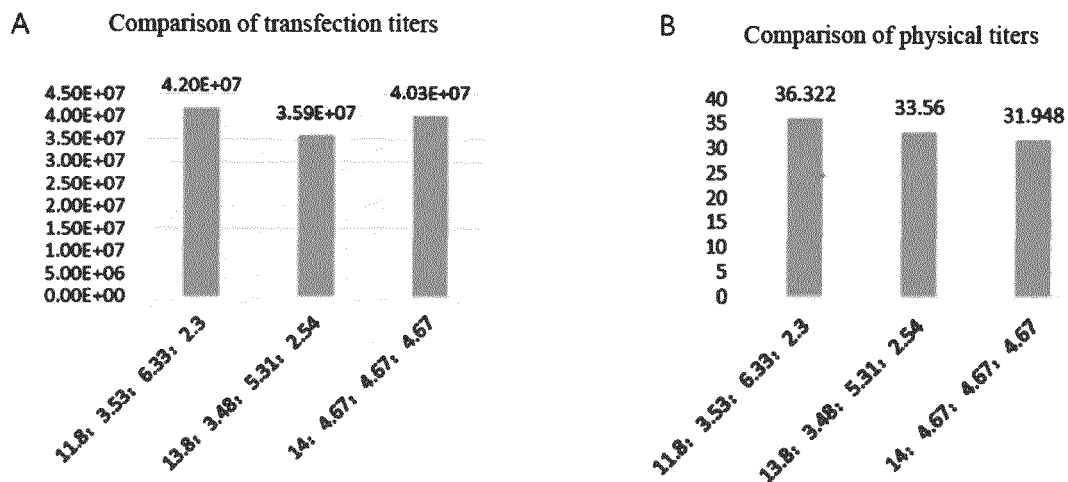 A
Comparison of transfection titers
4.50E+07
4.00E+07
3.50E+07
3.00E+07
2.50E+07
2.00E+07
1.50E+07
1.00E+07
5.00E+06
0.00E+00
4.20E+07
3.59E+07
4.03E+07
11.8: 3.53: 6.33: 2.3
13.8: 3.48: 5.31: 2.54
14: 4.67: 4.67: 4.67
B
Comparison of physical titers
40
35
30
25
20
15
10
5
0
36.322
33.56
31.948
11.8: 3.53: 6.33: 2.3
13.8: 3.48: 5.31: 2.54
14: 4.67: 4.67: 4.67